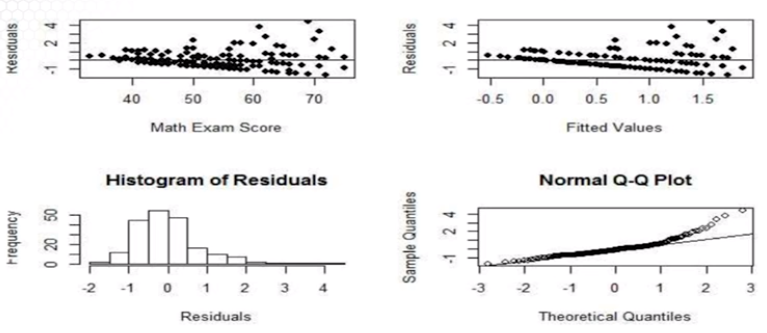 Residuals
4
2
-1
40 50 60 70
Math Exam Score
Residuals
4
2
-1
-0.5 0.0 0.5 1.0 1.5
Fitted Values
Histogram of Residuals
Frequency
50
20
0
-2 -1 0 1 2 3 4
Residuals
Normal Q-Q Plot
Sample Quantiles
4
2
-1
-3 -2 -1 0 1 2 3
Theoretical Quantiles